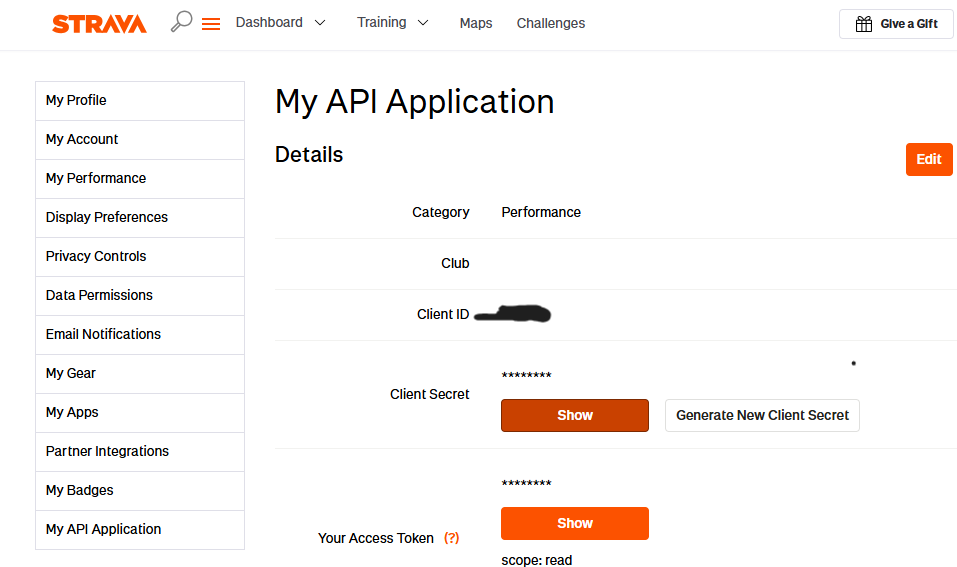 STRAVA Dashboard Training Maps Challenges Give a Gift
My Profile
My Account
My Performance
Display Preferences
Privacy Controls
Data Permissions
Email Notifications
My Gear
My Apps
Partner Integrations
My Badges
My API Application
My API Application
Details
Edit
Category Performance
Club
Client ID
********
Client Secret
Show Generate New Client Secret
********
Show
Your Access Token (?)
scope: read